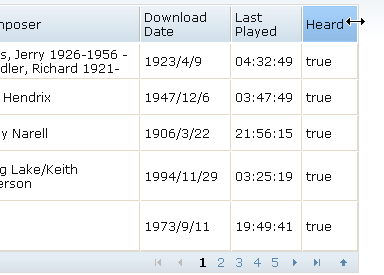 mposer Download Date Last Played Heard
s, Jerry 1926-1956 -
dler, Richard 1921- 1923/4/9 04:32:49 true
Hendrix 1947/12/6 03:47:49 true
y Narell 1906/3/22 21:56:15 true
g Lake/Keith
erson 1994/11/29 03:25:19 true
1973/9/11 19:49:41 true
1 2 3 4 5